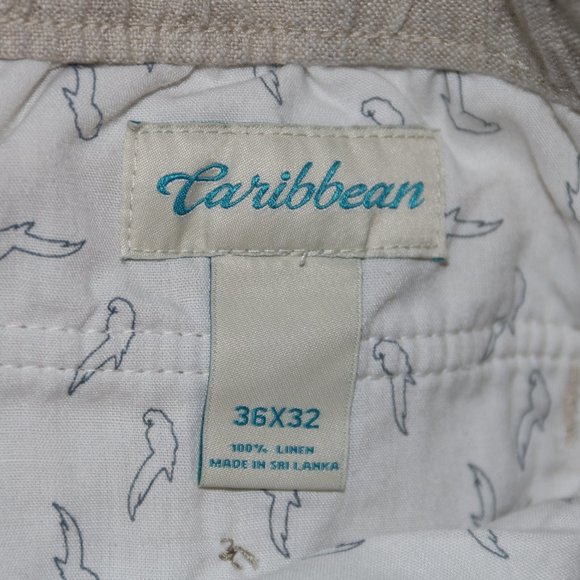 Caribbean
36X32
100% LINEN
MADE IN SRI LANKA